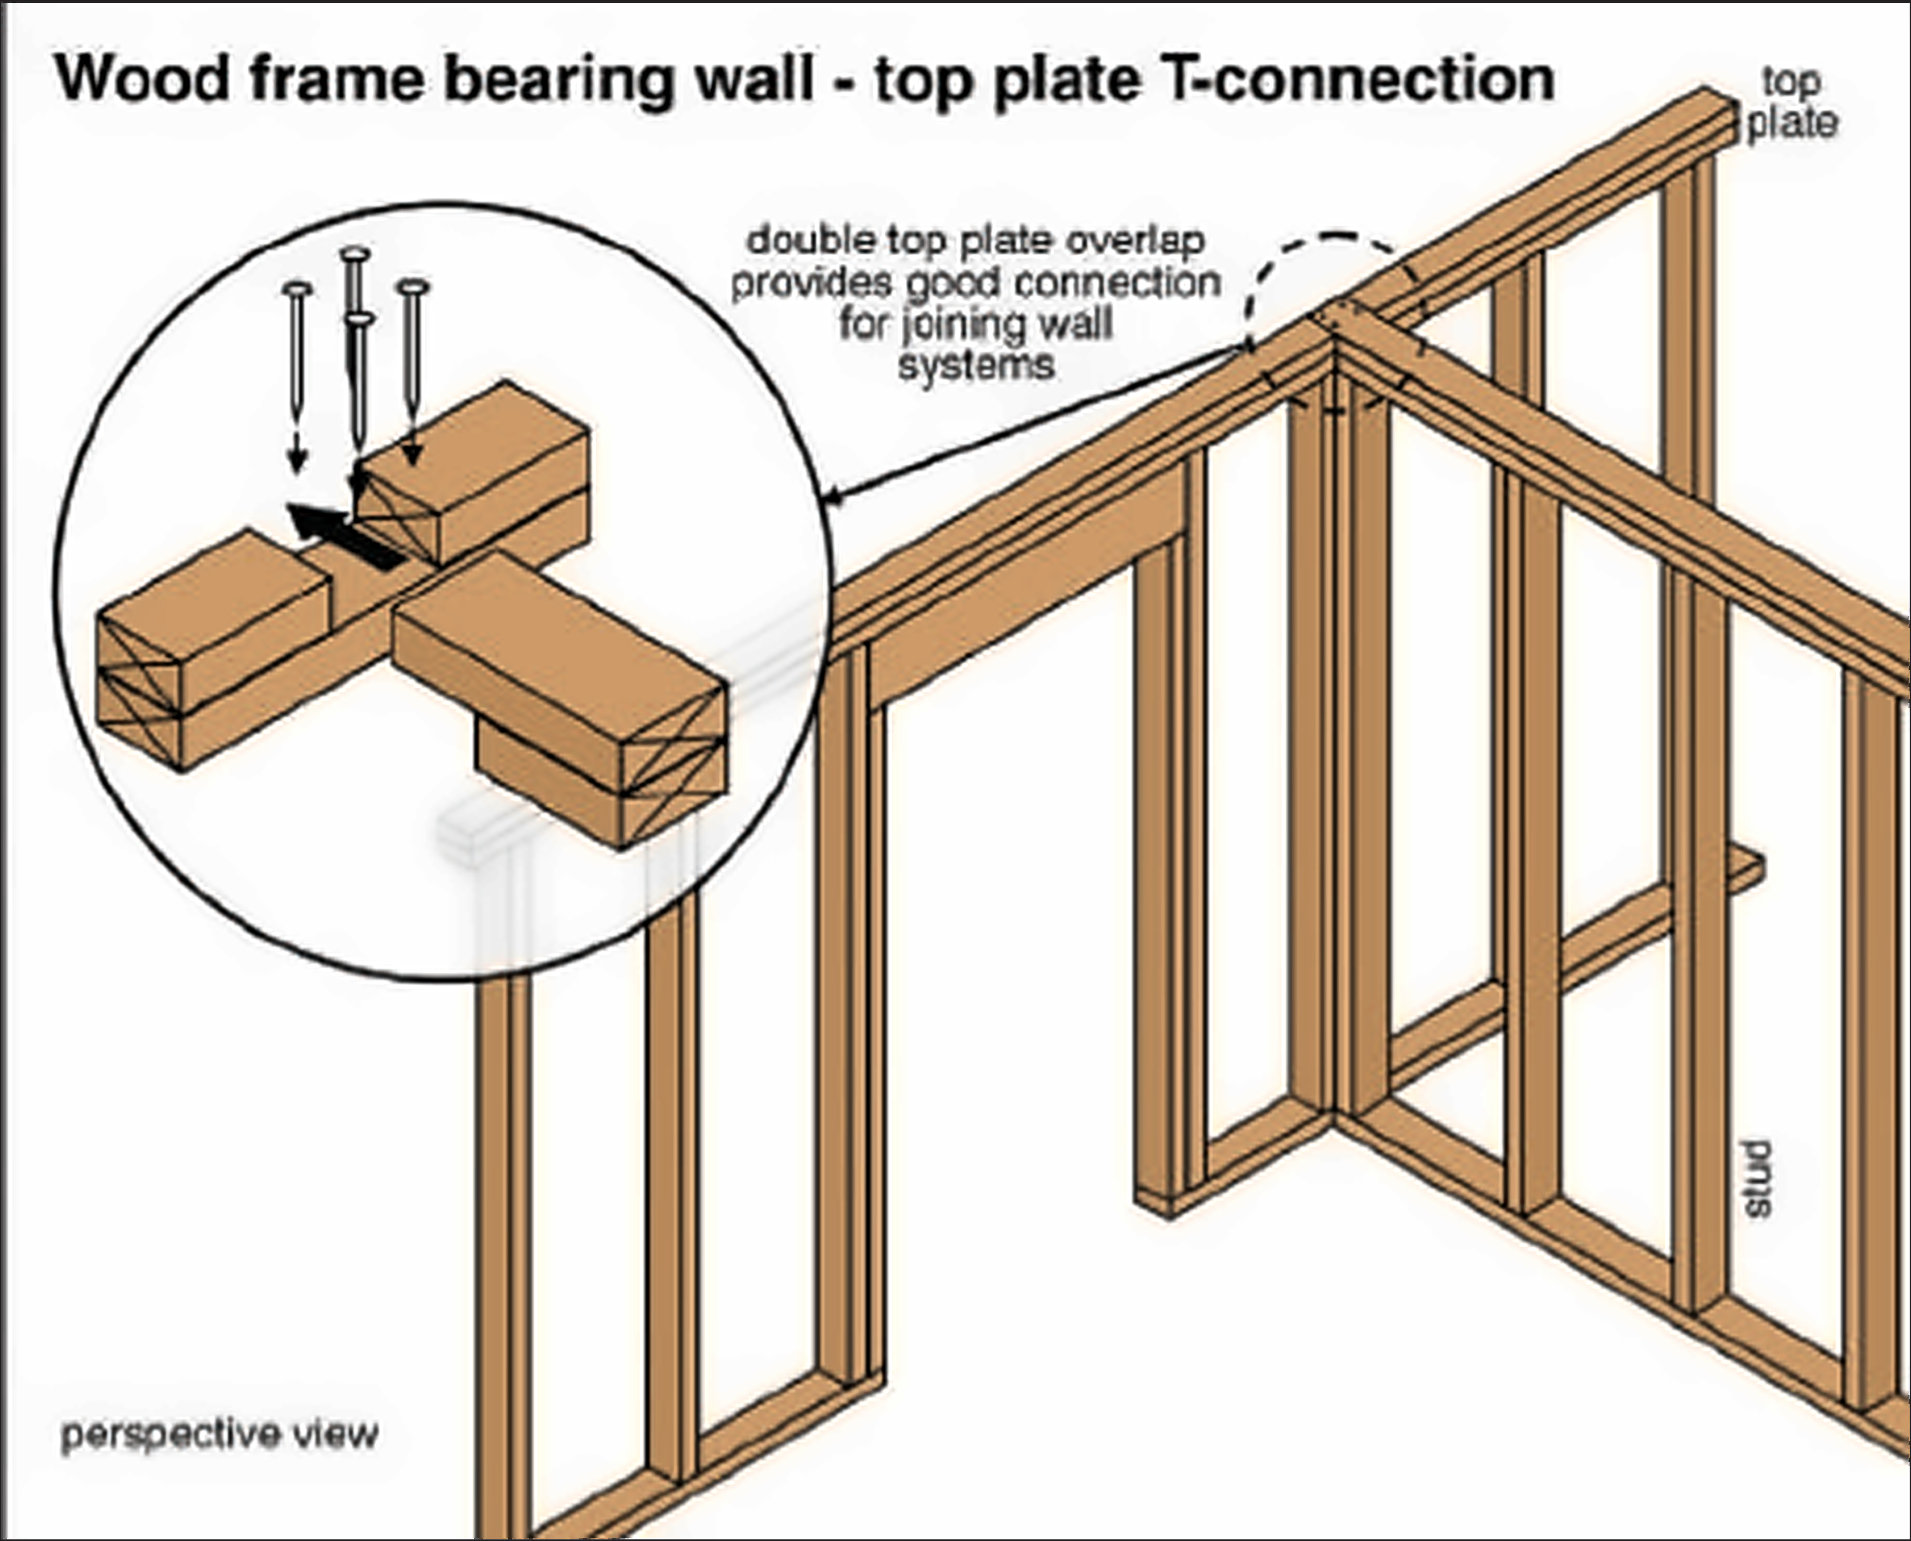 Wood frame bearing wall - top plate T-connection
top
plate
double top plate overlap
provides good connection
for joining wall
systems
studs
perspective view